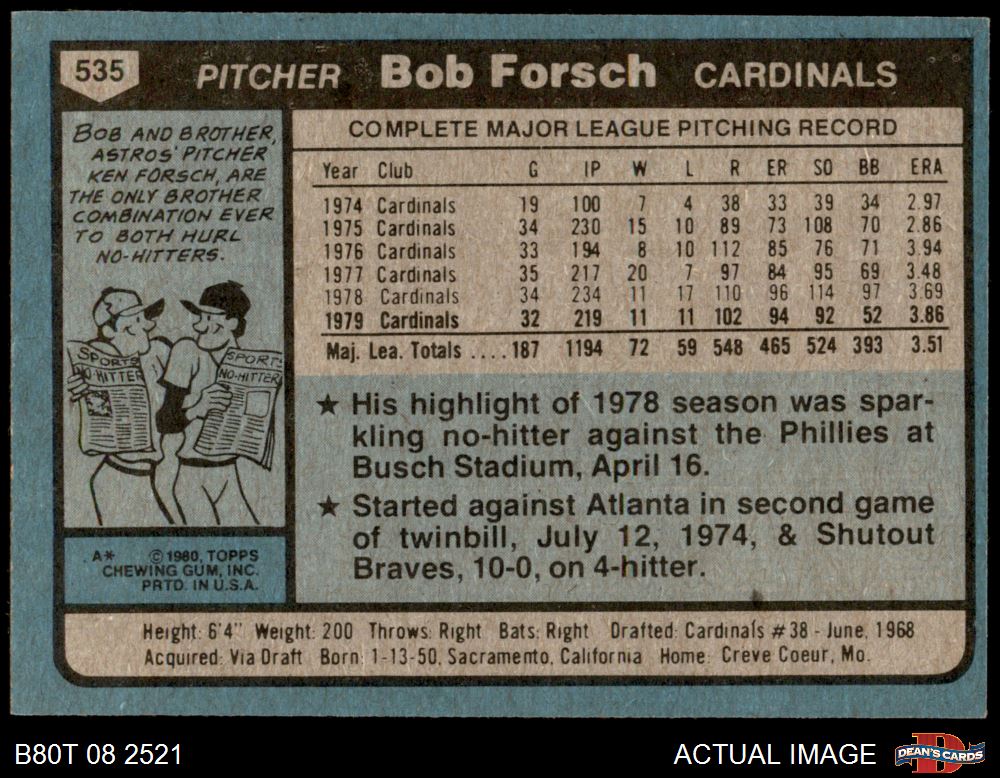 535
PITCHER Bob Forsch CARDINALS
BOB AND BROTHER,
ASTROS' PITCHER
KEN FORSCH, ARE
THE ONLY BROTHER
COMBINATION EVER
TO BOTH HURL
NO-HITTERS.
SPORTS
NO-HITTER
SPORTS
NO-HITTER
A* © 1980, TOPPS
CHEWING GUM, INC.
PRTD. IN U.S.A.
COMPLETE MAJOR LEAGUE PITCHING RECORD
Year Club G IP W L R ER SO BB ERA
1974 Cardinals 19 100 7 4 38 33 39 34 2.97
1975 Cardinals 34 230 15 10 89 73 108 70 2.86
1976 Cardinals 33 194 8 10 112 85 76 71 3.94
1977 Cardinals 35 217 20 7 97 84 95 69 3.48
1978 Cardinals 34 234 11 17 110 96 114 97 3.69
1979 Cardinals 32 219 11 11 102 94 92 52 3.86
Maj. Lea. Totals .... 187 1194 72 59 548 465 524 393 3.51
★ His highlight of 1978 season was spar-
kling no-hitter against the Phillies at
Busch Stadium, April 16.
★ Started against Atlanta in second game
of twinbill, July 12, 1974, & Shutout
Braves, 10-0, on 4-hitter.
Height: 6'4" Weight: 200 Throws: Right Bats: Right Drafted: Cardinals #38 - June, 1968
Acquired: Via Draft Born: 1-13-50, Sacramento, California Home: Creve Coeur, Mo.
B80T 08 2521
ACTUAL IMAGE
D
DEAN'S CARDS